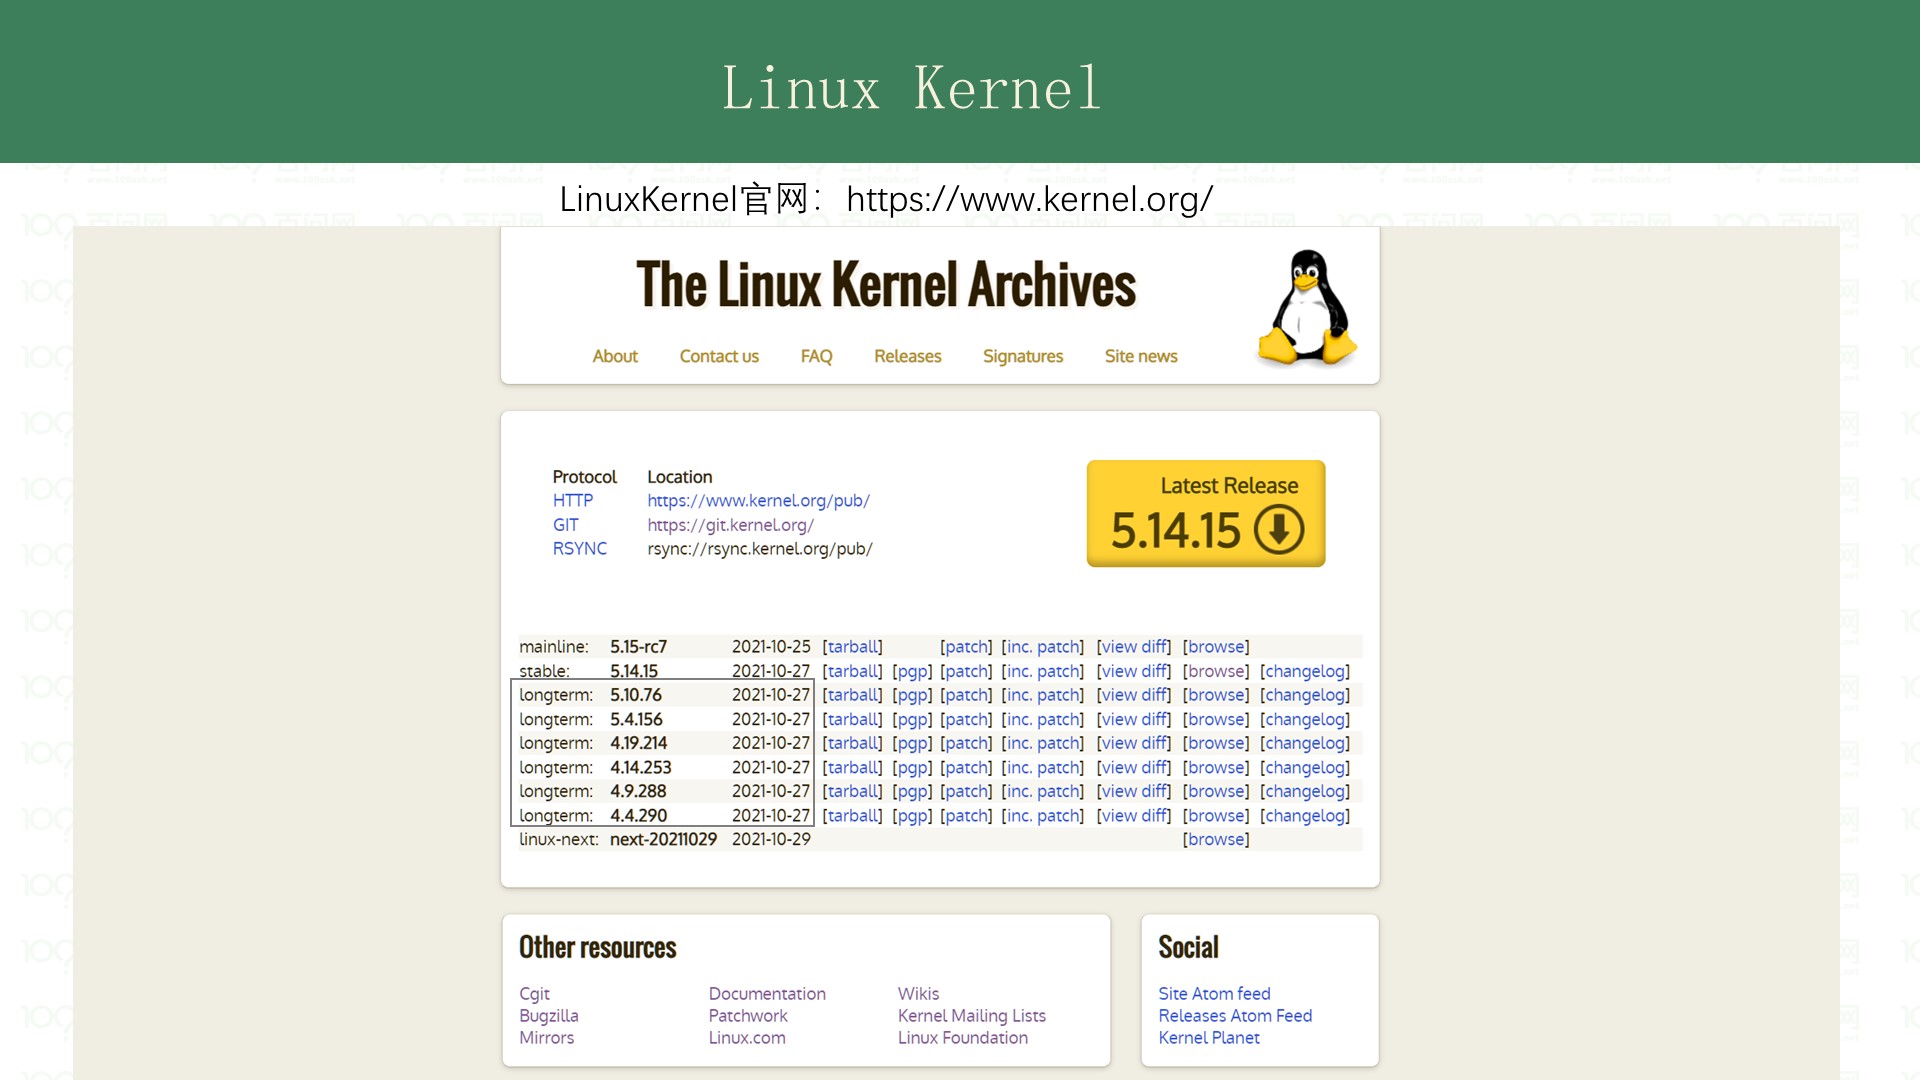 Linux Kernel
LinuxKernel官网：https://www.kernel.org/
The Linux Kernel Archives
About Contact us FAQ Releases Signatures Site news
Protocol Location
HTTP https://www.kernel.org/pub/
GIT https://git.kernel.org/
RSYNC rsync://rsync.kernel.org/pub/
Latest Release
5.14.15
mainline: 5.15-rc7 2021-10-25 [tarball] [patch] [inc. patch] [view diff] [browse]
stable: 5.14.15 2021-10-27 [tarball] [pgp] [patch] [inc. patch] [view diff] [browse] [changelog]
longterm: 5.10.76 2021-10-27 [tarball] [pgp] [patch] [inc. patch] [view diff] [browse] [changelog]
longterm: 5.4.156 2021-10-27 [tarball] [pgp] [patch] [inc. patch] [view diff] [browse] [changelog]
longterm: 4.19.214 2021-10-27 [tarball] [pgp] [patch] [inc. patch] [view diff] [browse] [changelog]
longterm: 4.14.253 2021-10-27 [tarball] [pgp] [patch] [inc. patch] [view diff] [browse] [changelog]
longterm: 4.9.288 2021-10-27 [tarball] [pgp] [patch] [inc. patch] [view diff] [browse] [changelog]
longterm: 4.4.290 2021-10-27 [tarball] [pgp] [patch] [inc. patch] [view diff] [browse] [changelog]
linux-next: next-20211029 2021-10-29 [browse]
Other resources
Cgit Documentation Wikis
Bugzilla Patchwork Kernel Mailing Lists
Mirrors Linux.com Linux Foundation
Social
Site Atom feed
Releases Atom Feed
Kernel Planet